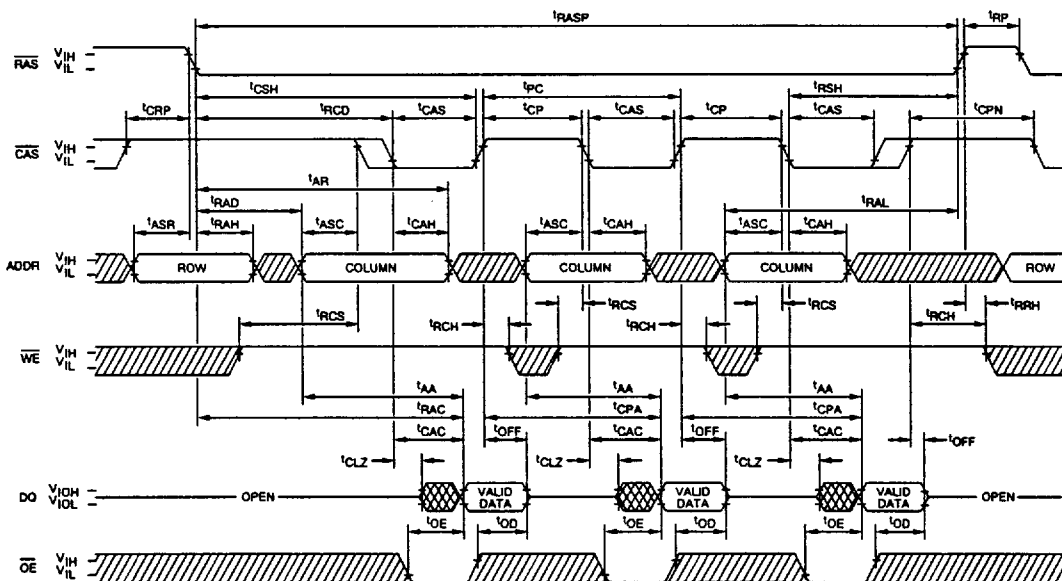 tRASP tRP
RAS VIH VIL
tCSH tPC tRSH
tCRP tRCD tCAS tCP tCAS tCP tCAS tCPN
CAS VIH VIL
tAR
tRAD tRAL
tASR tRAH tASC tCAH tASC tCAH tASC tCAH
ADDR VIH VIL ROW COLUMN COLUMN COLUMN ROW
tRCS tRCH tRCS tRCH tRCS tRCH tRRH
WE VIH VIL
tAA tAA tAA
tRAC tCPA tCPA
tCAC tOFF tCAC tOFF tCAC tOFF
tCLZ tCLZ tCLZ
DQ VIOH VIOL OPEN VALID DATA VALID DATA VALID DATA OPEN
tOE tOD tOE tOD tOE tOD
OE VIH VIL